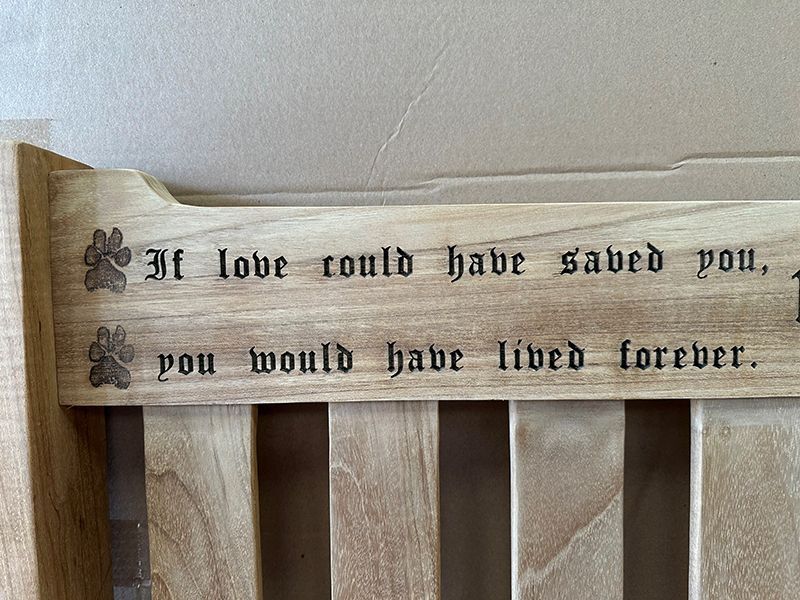 If love could have saved you,
you would have lived forever.